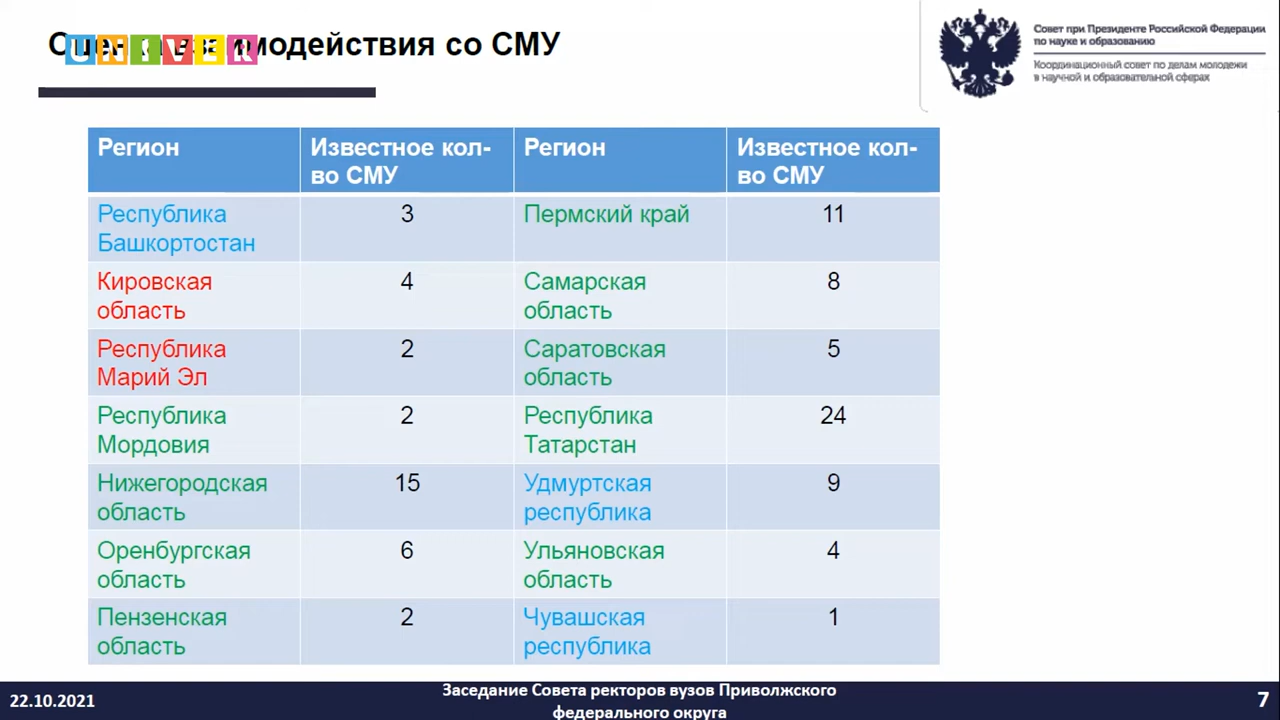 взаимодействия со СМУ
UNIVER
Совет при Президенте Российской Федерации
по науке и образованию
Координационный совет по делам молодежи
в научной и образовательной сферах
Регион
Известное кол-
во СМУ
Регион
Известное кол-
во СМУ
Республика
Башкортостан
3
Пермский край
11
Кировская
область
4
Самарская
область
8
Республика
Марий Эл
2
Саратовская
область
5
Республика
Мордовия
2
Республика
Татарстан
24
Нижегородская
область
15
Удмуртская
республика
9
Оренбургская
область
6
Ульяновская
область
4
Пензенская
область
2
Чувашская
республика
1
22.10.2021
Заседание Совета ректоров вузов Приволжского
федерального округа
7